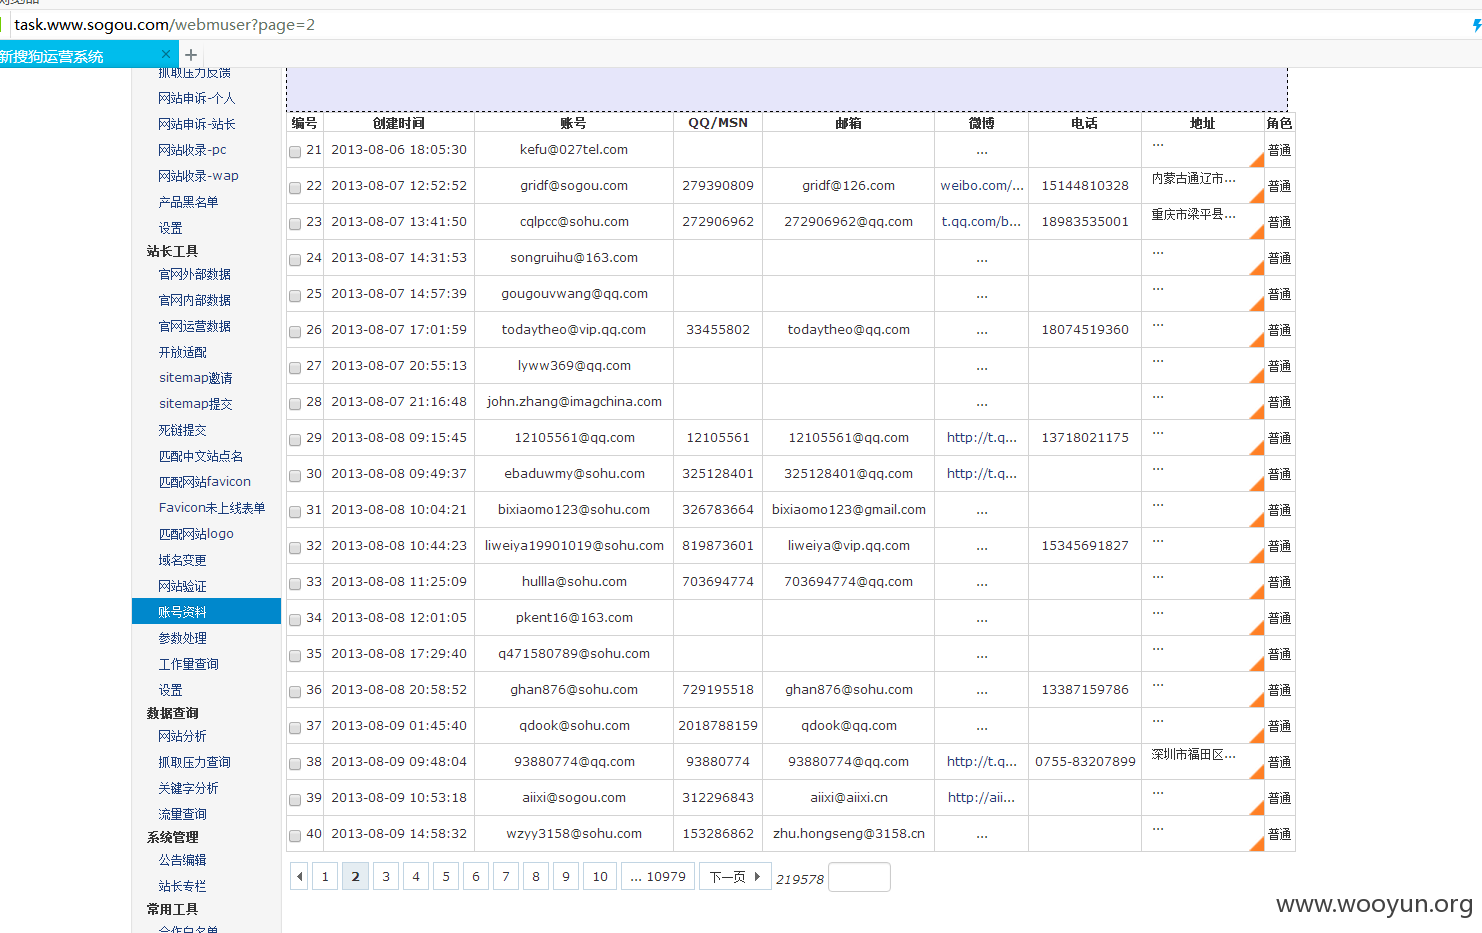 task.www.sogou.com/webmuser?page=2
新搜狗运营系统 × +
抓取压力反馈
网站申诉-个人
网站申诉-站长
网站收录-pc
网站收录-wap
产品黑名单
设置
站长工具
官网外部数据
官网内部数据
官网运营数据
开放适配
sitemap邀请
sitemap提交
死链提交
匹配中文站点名
匹配网站favicon
Favicon未上线表单
匹配网站logo
域名变更
网站验证
账号资料
参数处理
工作量查询
设置
数据查询
网站分析
抓取压力查询
关键字分析
流量查询
系统管理
公告编辑
站长专栏
常用工具
合作白名单
编号 创建时间 账号 QQ/MSN 邮箱 微博 电话 地址 角色
21 2013-08-06 18:05:30 kefu@027tel.com ... ... 普通
22 2013-08-07 12:52:52 gridf@sogou.com 279390809 gridf@126.com weibo.com/... 15144810328 内蒙古通辽市... 普通
23 2013-08-07 13:41:50 cqlpcc@sohu.com 272906962 272906962@qq.com t.qq.com/b... 18983535001 重庆市梁平县... 普通
24 2013-08-07 14:31:53 songruihu@163.com ... ... 普通
25 2013-08-07 14:57:39 gougouvwang@qq.com ... ... 普通
26 2013-08-07 17:01:59 todaytheo@vip.qq.com 33455802 todaytheo@qq.com ... 18074519360 ... 普通
27 2013-08-07 20:55:13 lyww369@qq.com ... ... 普通
28 2013-08-07 21:16:48 john.zhang@imagchina.com ... ... 普通
29 2013-08-08 09:15:45 12105561@qq.com 12105561 12105561@qq.com http://t.q... 13718021175 ... 普通
30 2013-08-08 09:49:37 ebaduwmy@sohu.com 325128401 325128401@qq.com http://t.q... ... 普通
31 2013-08-08 10:04:21 bixiaomo123@sohu.com 326783664 bixiaomo123@gmail.com ... ... 普通
32 2013-08-08 10:44:23 liweiya19901019@sohu.com 819873601 liweiya@vip.qq.com ... 15345691827 ... 普通
33 2013-08-08 11:25:09 hullla@sohu.com 703694774 703694774@qq.com ... ... 普通
34 2013-08-08 12:01:05 pkent16@163.com ... ... 普通
35 2013-08-08 17:29:40 q471580789@sohu.com ... ... 普通
36 2013-08-08 20:58:52 ghan876@sohu.com 729195518 ghan876@sohu.com ... 13387159786 ... 普通
37 2013-08-09 01:45:40 qdook@sohu.com 2018788159 qdook@qq.com ... ... 普通
38 2013-08-09 09:48:04 93880774@qq.com 93880774 93880774@qq.com http://t.q... 0755-83207899 深圳市福田区... 普通
39 2013-08-09 10:53:18 aiixi@sogou.com 312296843 aiixi@aiixi.cn http://aii... ... 普通
40 2013-08-09 14:58:32 wzyy3158@sohu.com 153286862 zhu.hongseng@3158.cn ... ... 普通
1 2 3 4 5 6 7 8 9 10 ... 10979 下一页 219578
www.wooyun.org